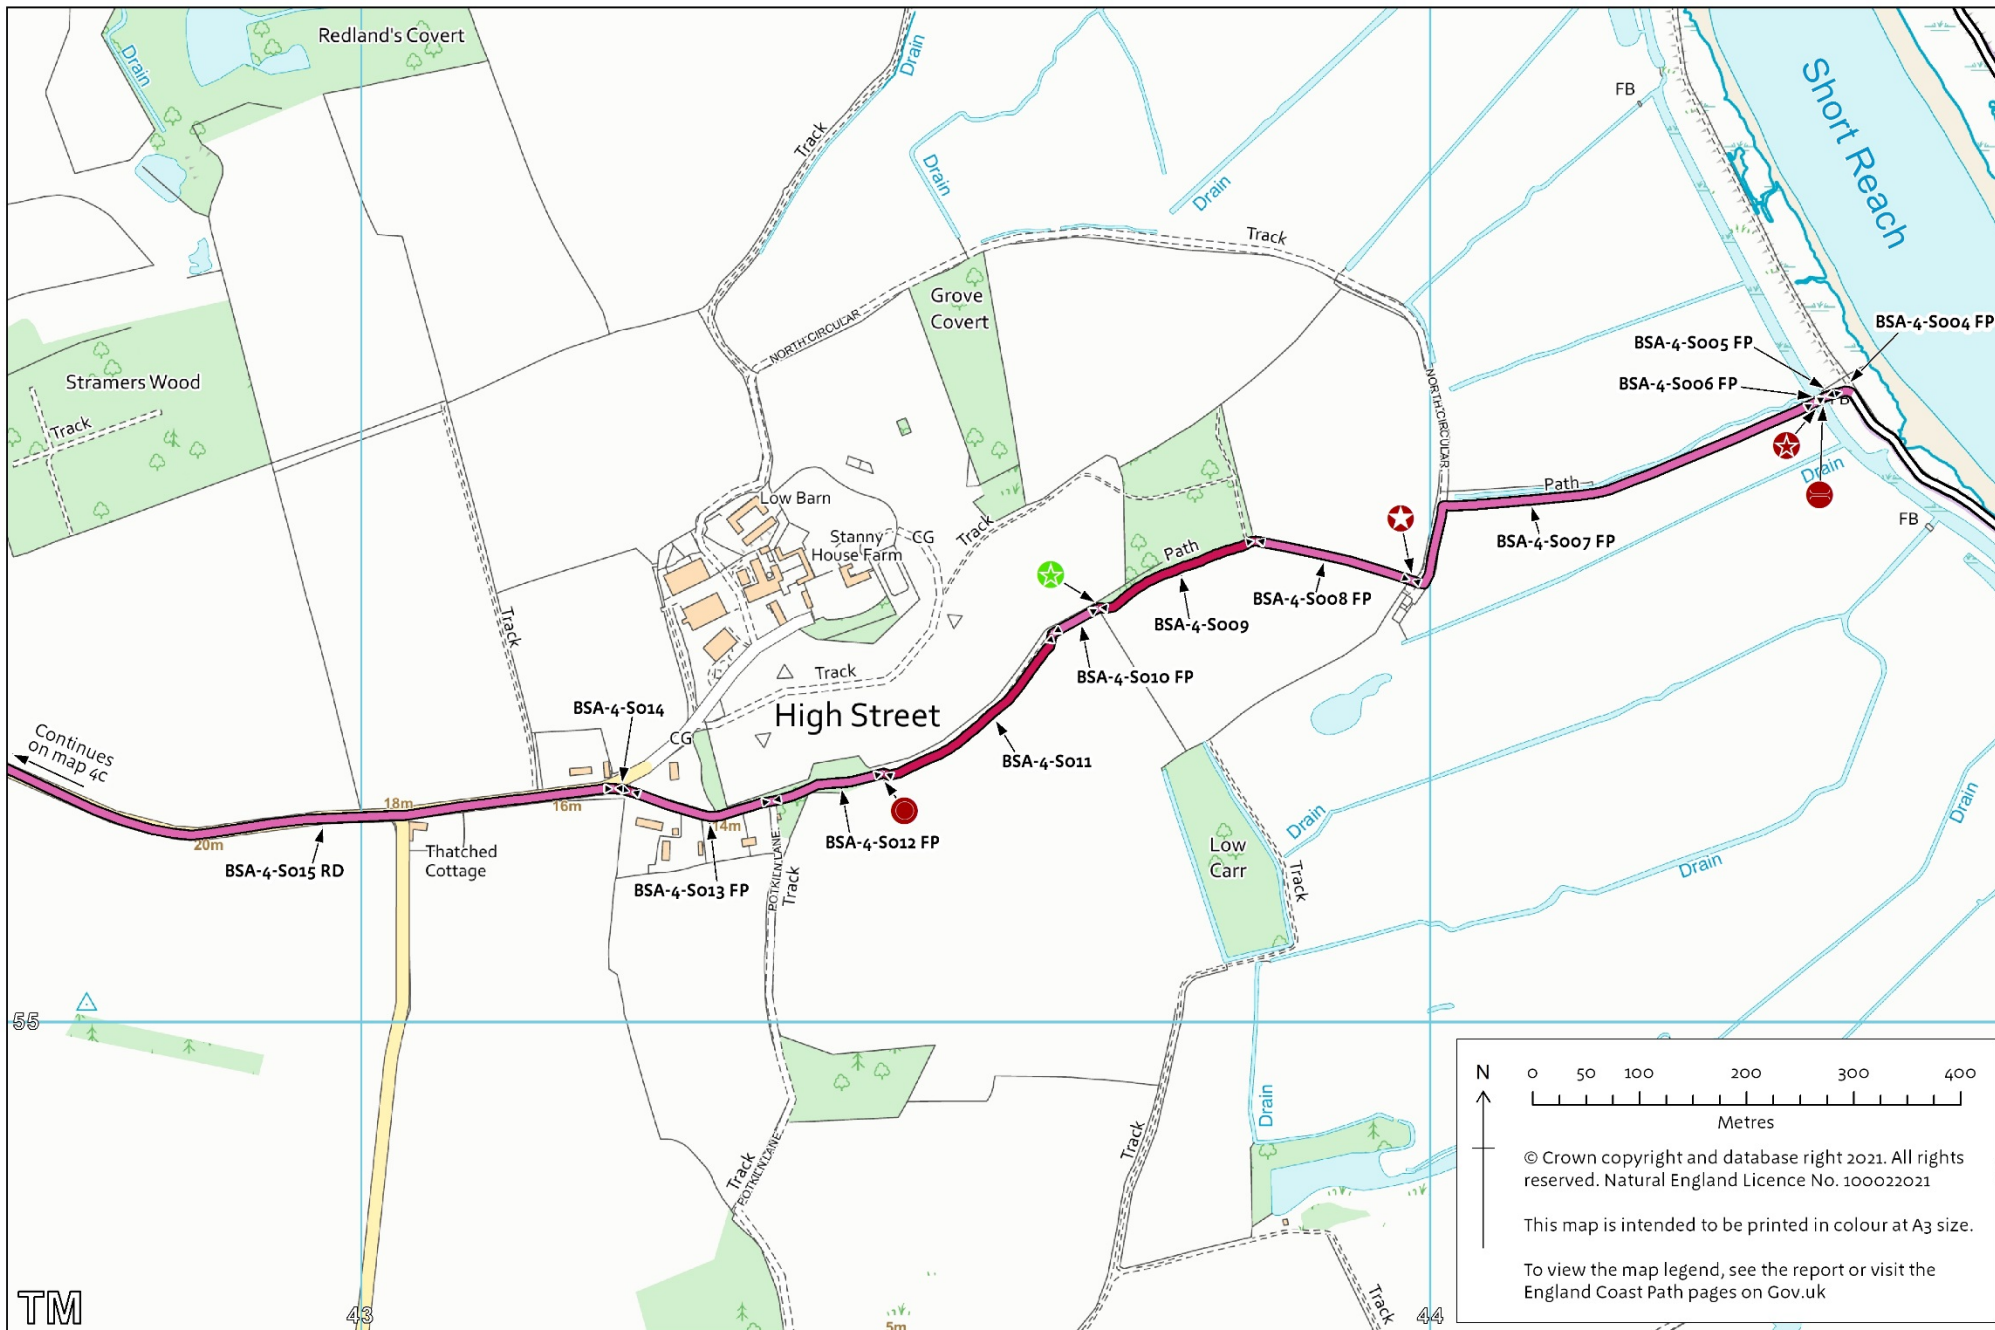 Redland's Covert
Drain
Drain
Track
FB
Short Reach
Drain
Drain
Track
Grove
Covert
NORTH CIRCULAR
BSA-4-S004 FP
BSA-4-S005 FP
BSA-4-S006 FP
FB
Stramers Wood
Track
NORTH CIRCULAR
Drain
Path
FB
Low Barn
Stanny
House Farm
CG
Track
Path
BSA-4-S007 FP
BSA-4-S008 FP
BSA-4-S009
Track
BSA-4-S010 FP
Track
BSA-4-S014
High Street
CG
Continues
on map 4c
BSA-4-S011
18m
16m
14m
20m
Thatched
Cottage
BSA-4-S015 RD
BSA-4-S012 FP
BSA-4-S013 FP
POTKILN LANE
Track
Drain
Drain
Low
Carr
Track
Drain
55
Drain
Track
Track
POTKILN LANE
Track
5m
TM
43
44
N
0 50 100 200 300 400
Metres
© Crown copyright and database right 2021. All rights
reserved. Natural England Licence No. 100022021
This map is intended to be printed in colour at A3 size.
To view the map legend, see the report or visit the
England Coast Path pages on Gov.uk